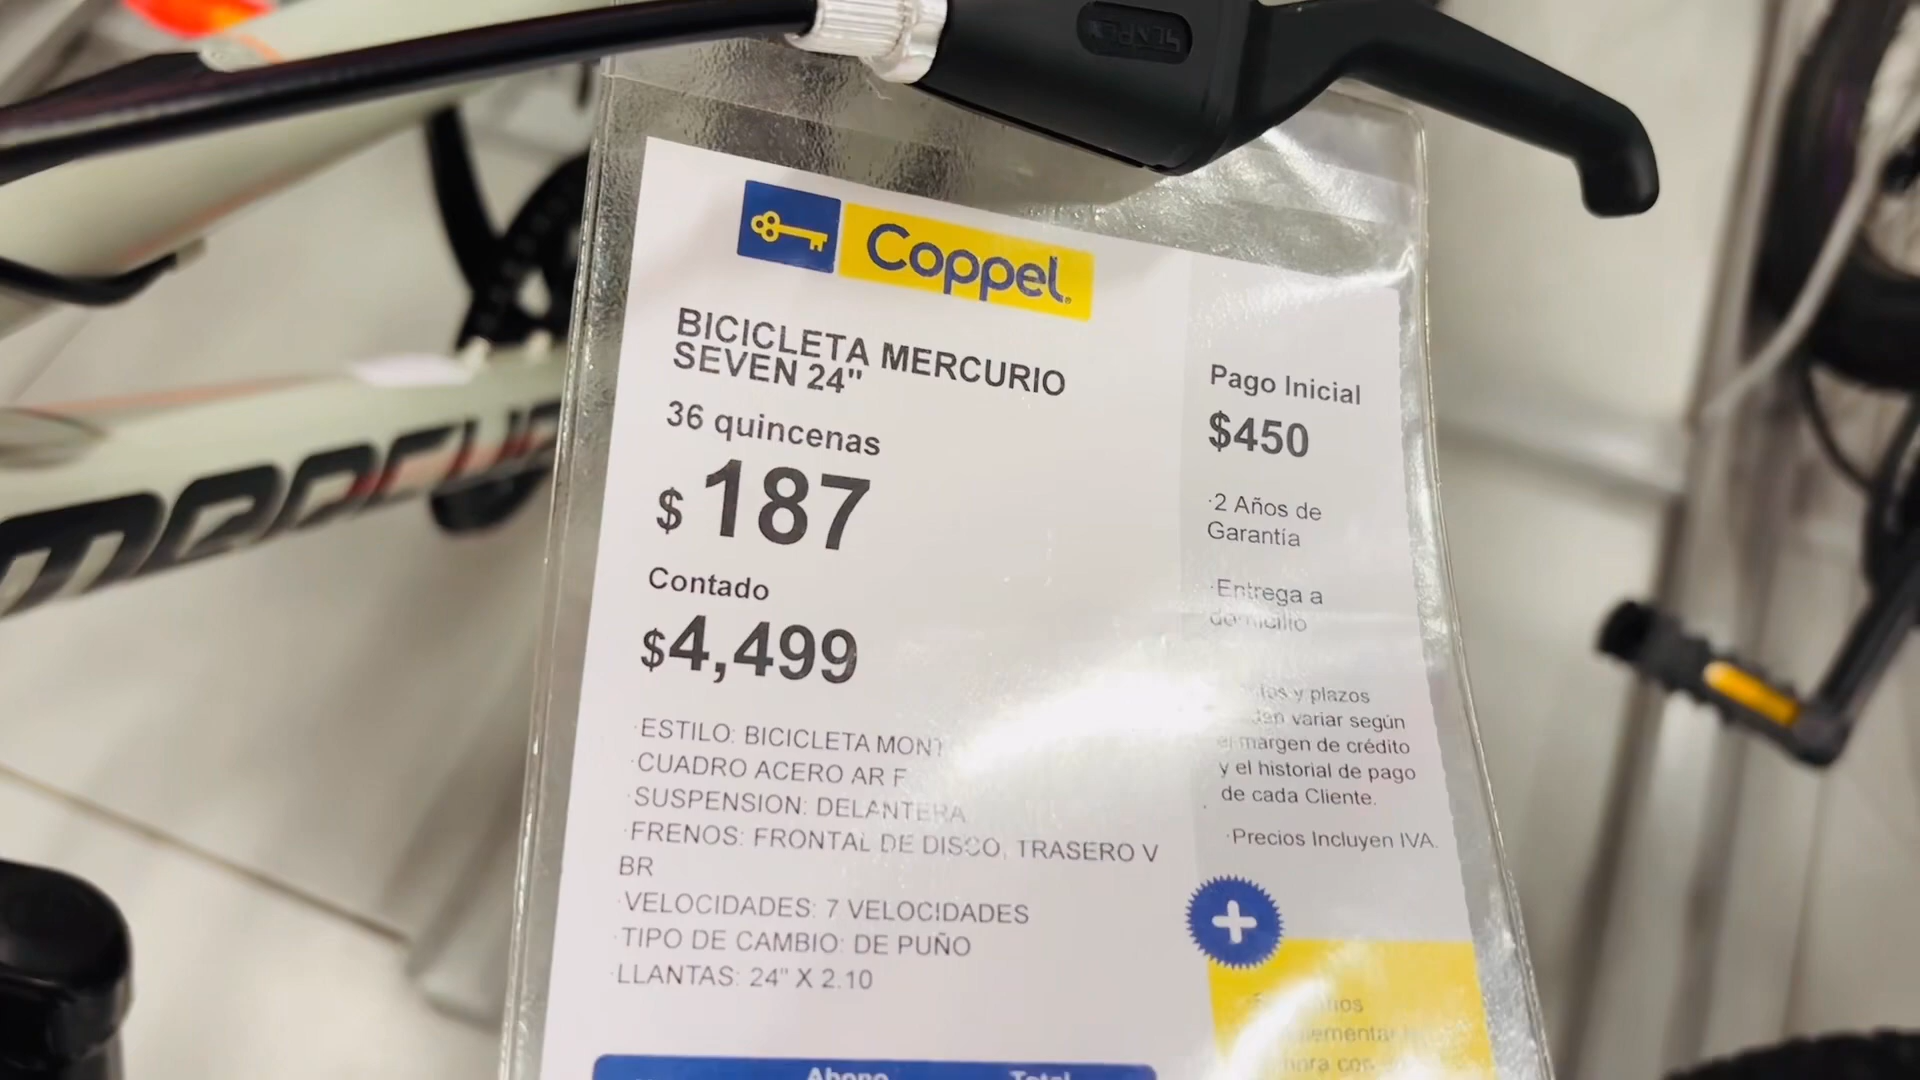 Coppel
BICICLETA MERCURIO
SEVEN 24"
36 quincenas
$ 187
Contado
$4,499
·ESTILO: BICICLETA MONT
·CUADRO ACERO AR F
·SUSPENSION: DELANTERA
·FRENOS: FRONTAL DE DISCO, TRASERO V
BR
·VELOCIDADES: 7 VELOCIDADES
·TIPO DE CAMBIO: DE PUÑO
·LLANTAS: 24" X 2.10
Abono Total
Pago Inicial
$450
·2 Años de
Garantía
·Entrega a
domicilio
y plazos
variar según
el margen de crédito
y el historial de pago
de cada Cliente.
·Precios Incluyen IVA.